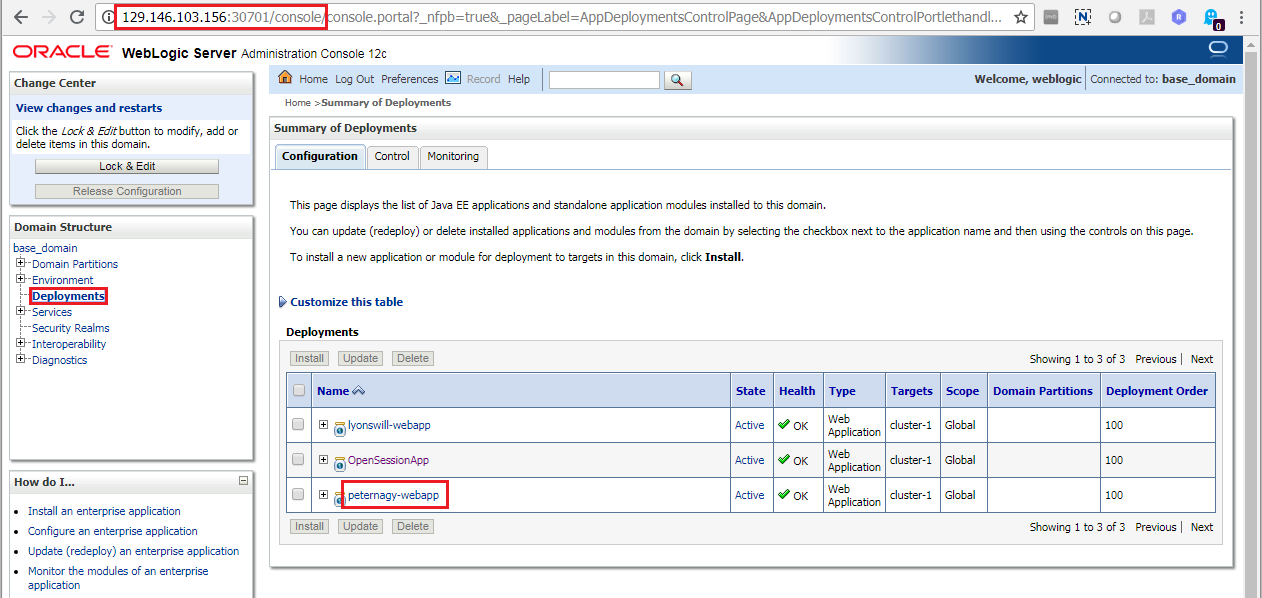 129.146.103.156:30701/console/console.portal?_nfpb=true&_pageLabel=AppDeploymentsControlPage&AppDeploymentsControlPortlethandl...
0
ORACLE WebLogic Server Administration Console 12c
Change Center
View changes and restarts
Click the Lock & Edit button to modify, add or
delete items in this domain.
Lock & Edit
Release Configuration
Domain Structure
base_domain
Domain Partitions
Environment
Deployments
Services
Security Realms
Interoperability
Diagnostics
How do I...
Install an enterprise application
Configure an enterprise application
Update (redeploy) an enterprise application
Monitor the modules of an enterprise
application
Home Log Out Preferences Record Help
Welcome, weblogic Connected to: base_domain
Home >Summary of Deployments
Summary of Deployments
Configuration Control Monitoring
This page displays the list of Java EE applications and standalone application modules installed to this domain.
You can update (redeploy) or delete installed applications and modules from the domain by selecting the checkbox next to the application name and then using the controls on this page.
To install a new application or module for deployment to targets in this domain, click Install.
Customize this table
Deployments
Install Update Delete Showing 1 to 3 of 3 Previous | Next
Name State Health Type Targets Scope Domain Partitions Deployment Order
lyonswill-webapp Active OK Web Application cluster-1 Global 100
OpenSessionApp Active OK Web Application cluster-1 Global 100
peternagy-webapp Active OK Web Application cluster-1 Global 100
Install Update Delete Showing 1 to 3 of 3 Previous | Next